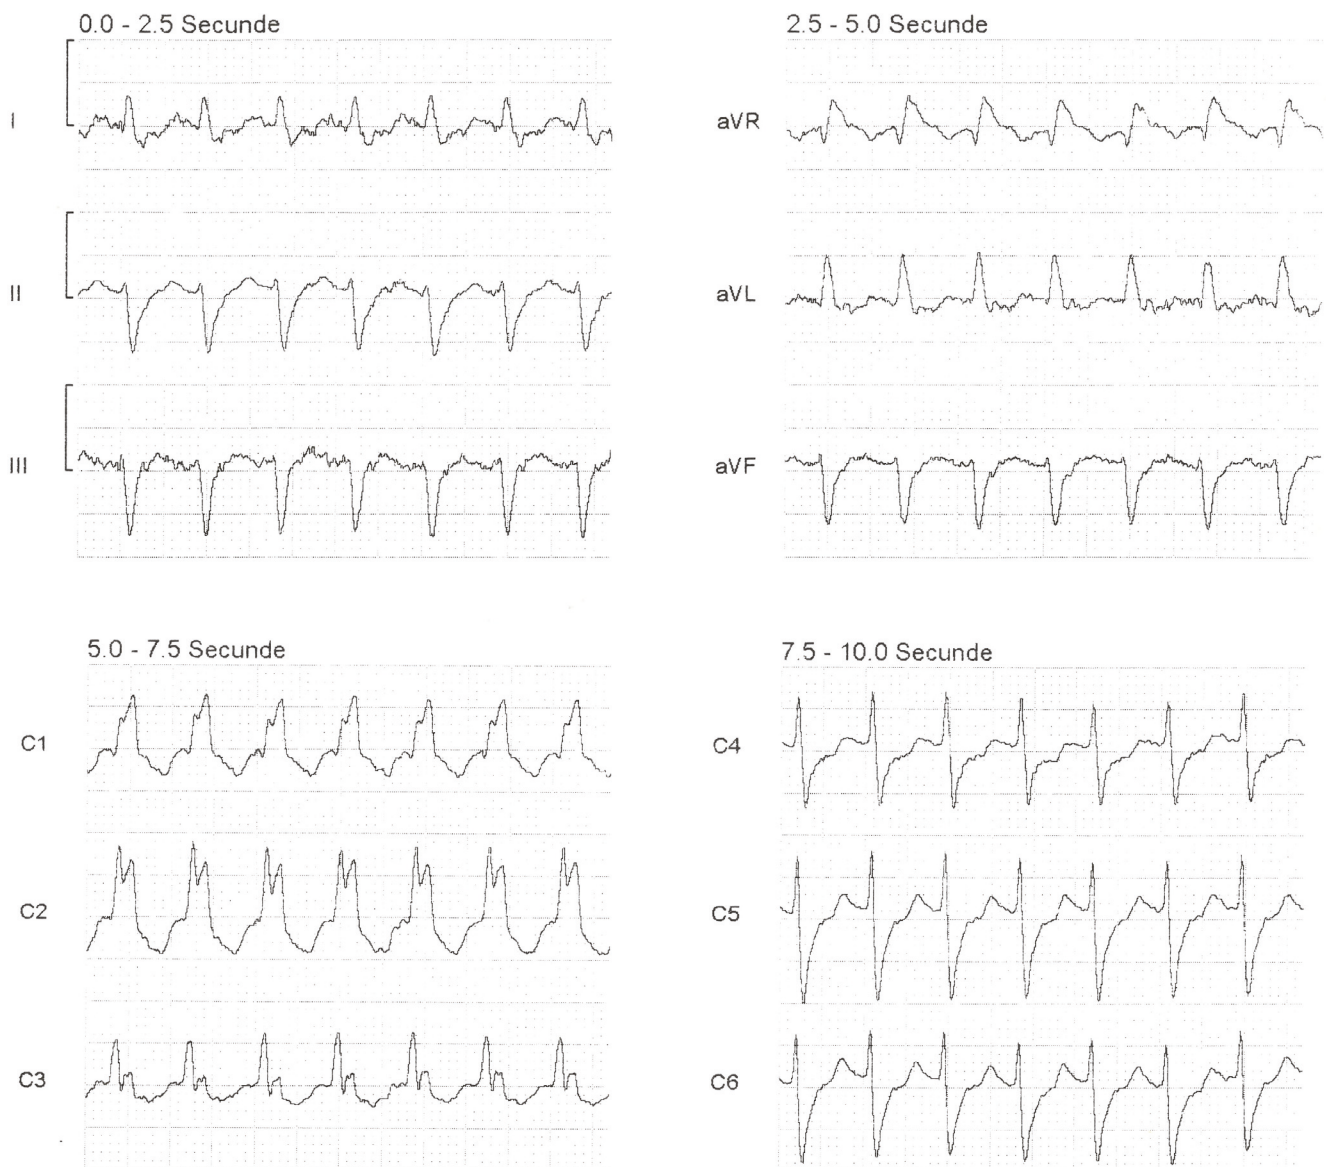 0.0 - 2.5 Secunde
I
II
III
2.5 - 5.0 Secunde
aVR
aVL
aVF
5.0 - 7.5 Secunde
C1
C2
C3
7.5 - 10.0 Secunde
C4
C5
C6